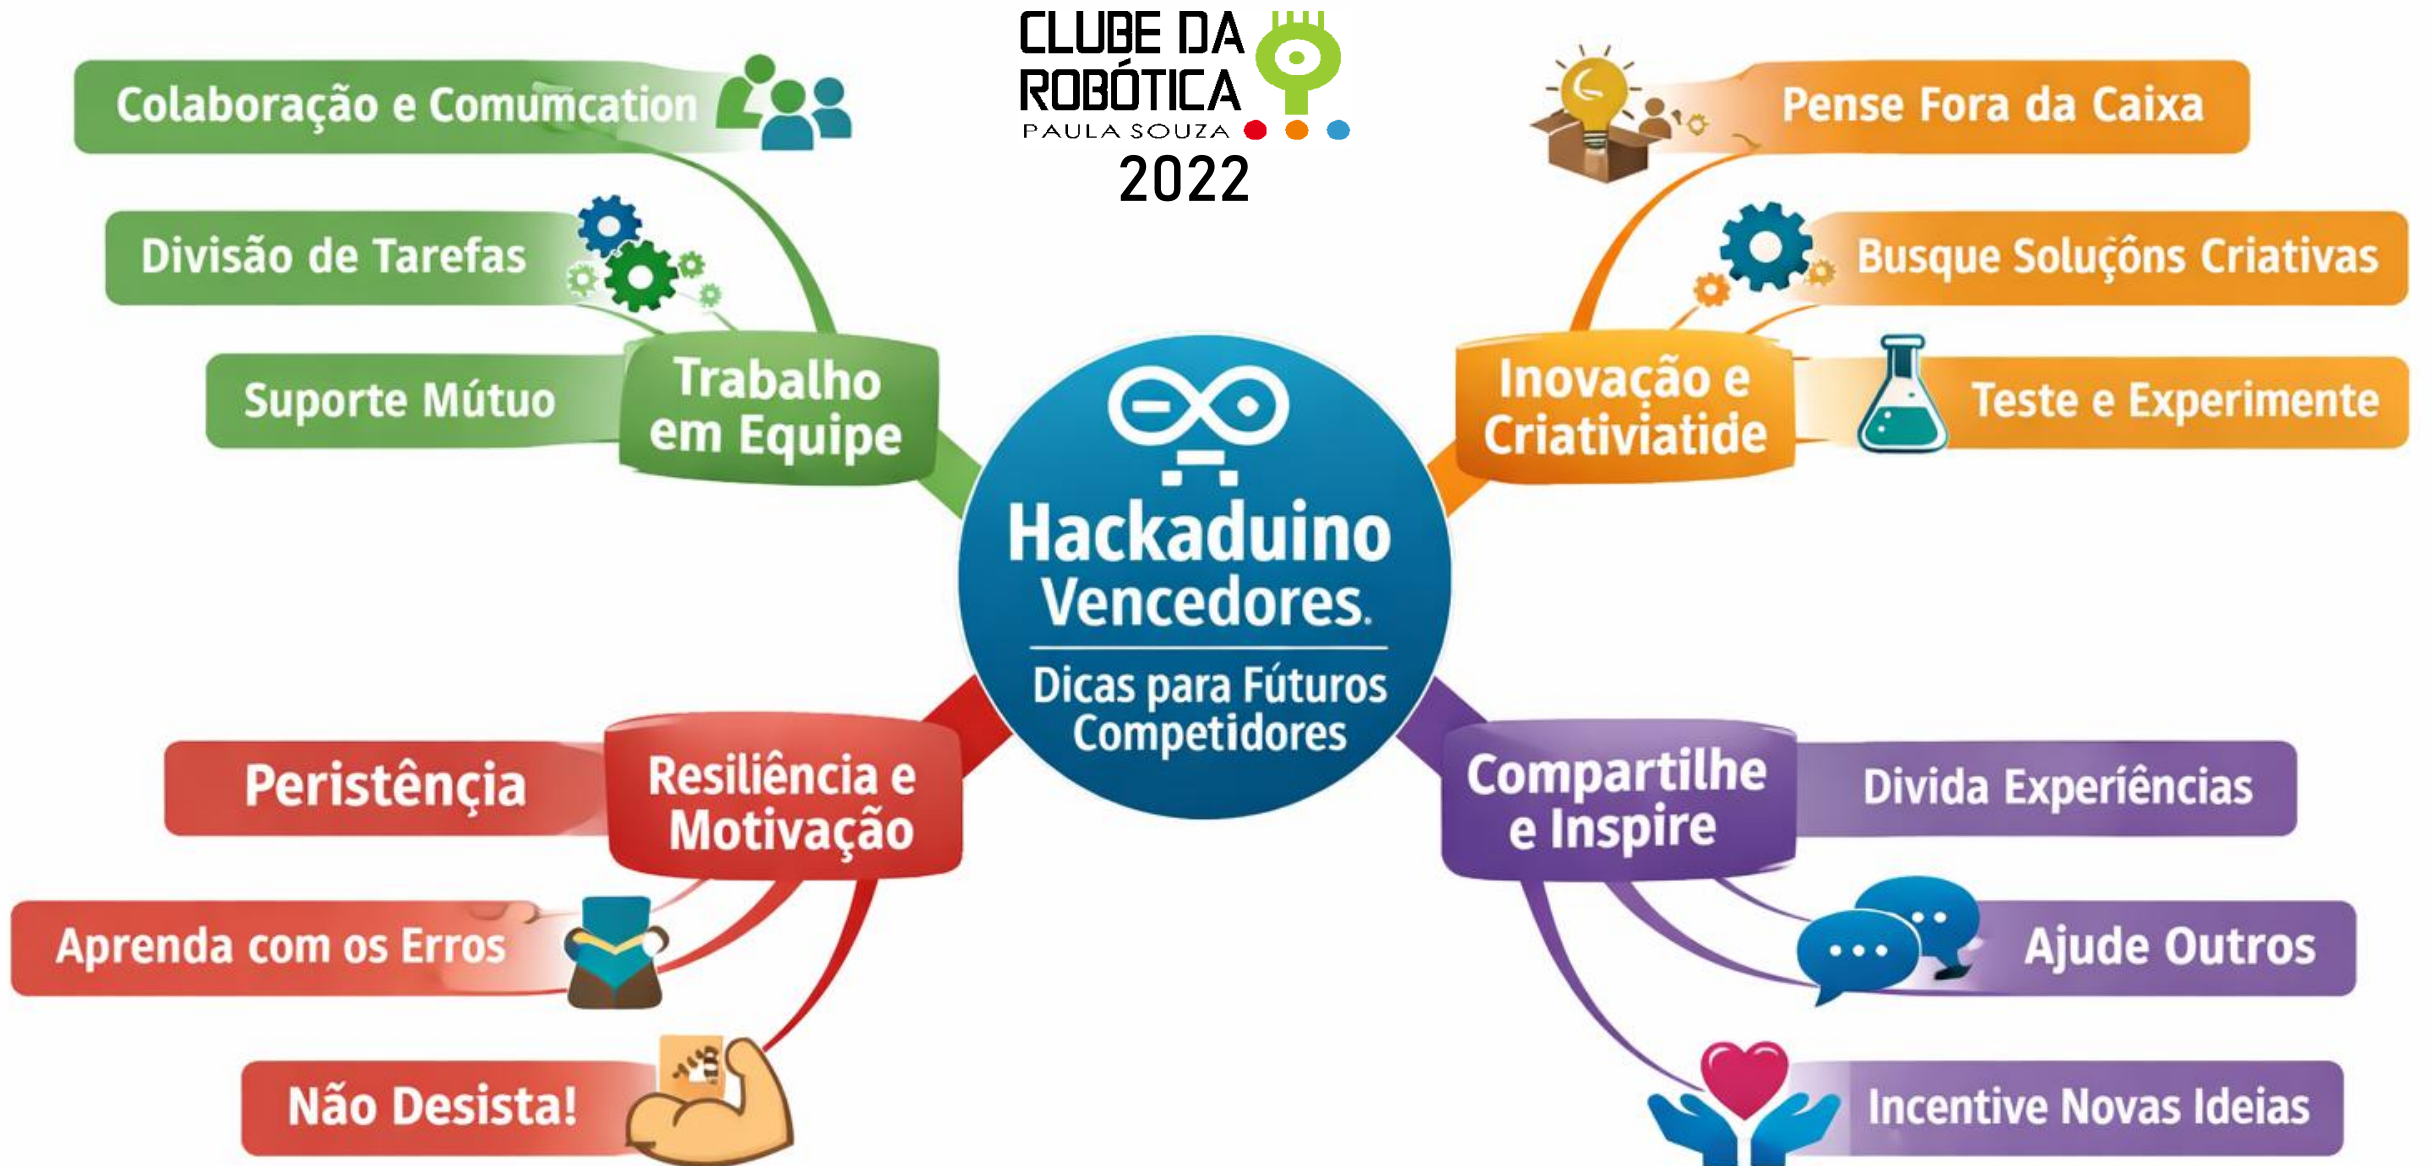 CLUBE DA
ROBÓTICA
PAULA SOUZA
2022
Colaboração e Comumcation
Divisão de Tarefas
Suporte Mútuo
Trabalho
em Equipe
Pense Fora da Caixa
Busque Soluçôns Criativas
Teste e Experimente
Inovação e
Criativiatide
Hackaduino
Vencedores.
Dicas para Fúturos
Competidores
Peristênçia
Aprenda com os Erros
Não Desista!
Resiliência e
Motivação
Compartilhe
e Inspire
Divida Experíências
Ajude Outros
Incentive Novas Ideias